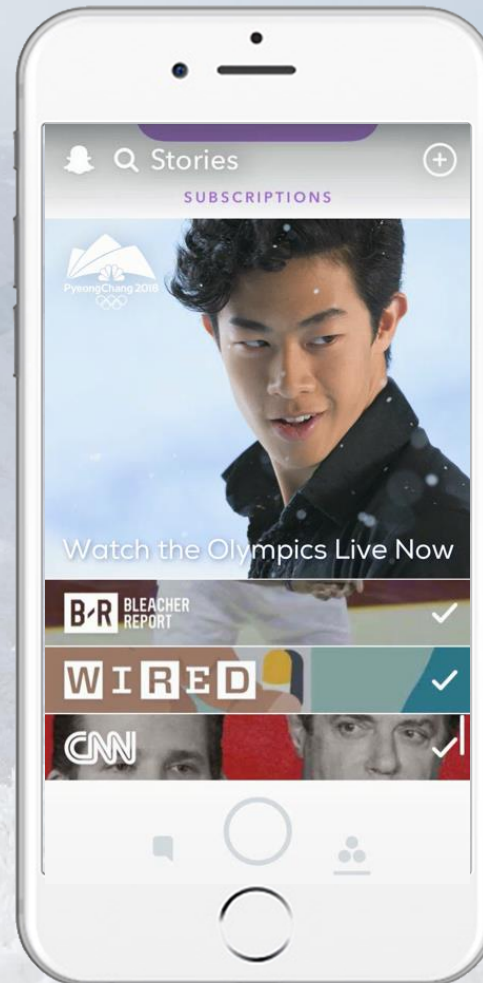 Stories
SUBSCRIPTIONS
PyeongChang 2018
Watch the Olympics Live Now
B/R BLEACHER
REPORT
WIRED
CNN